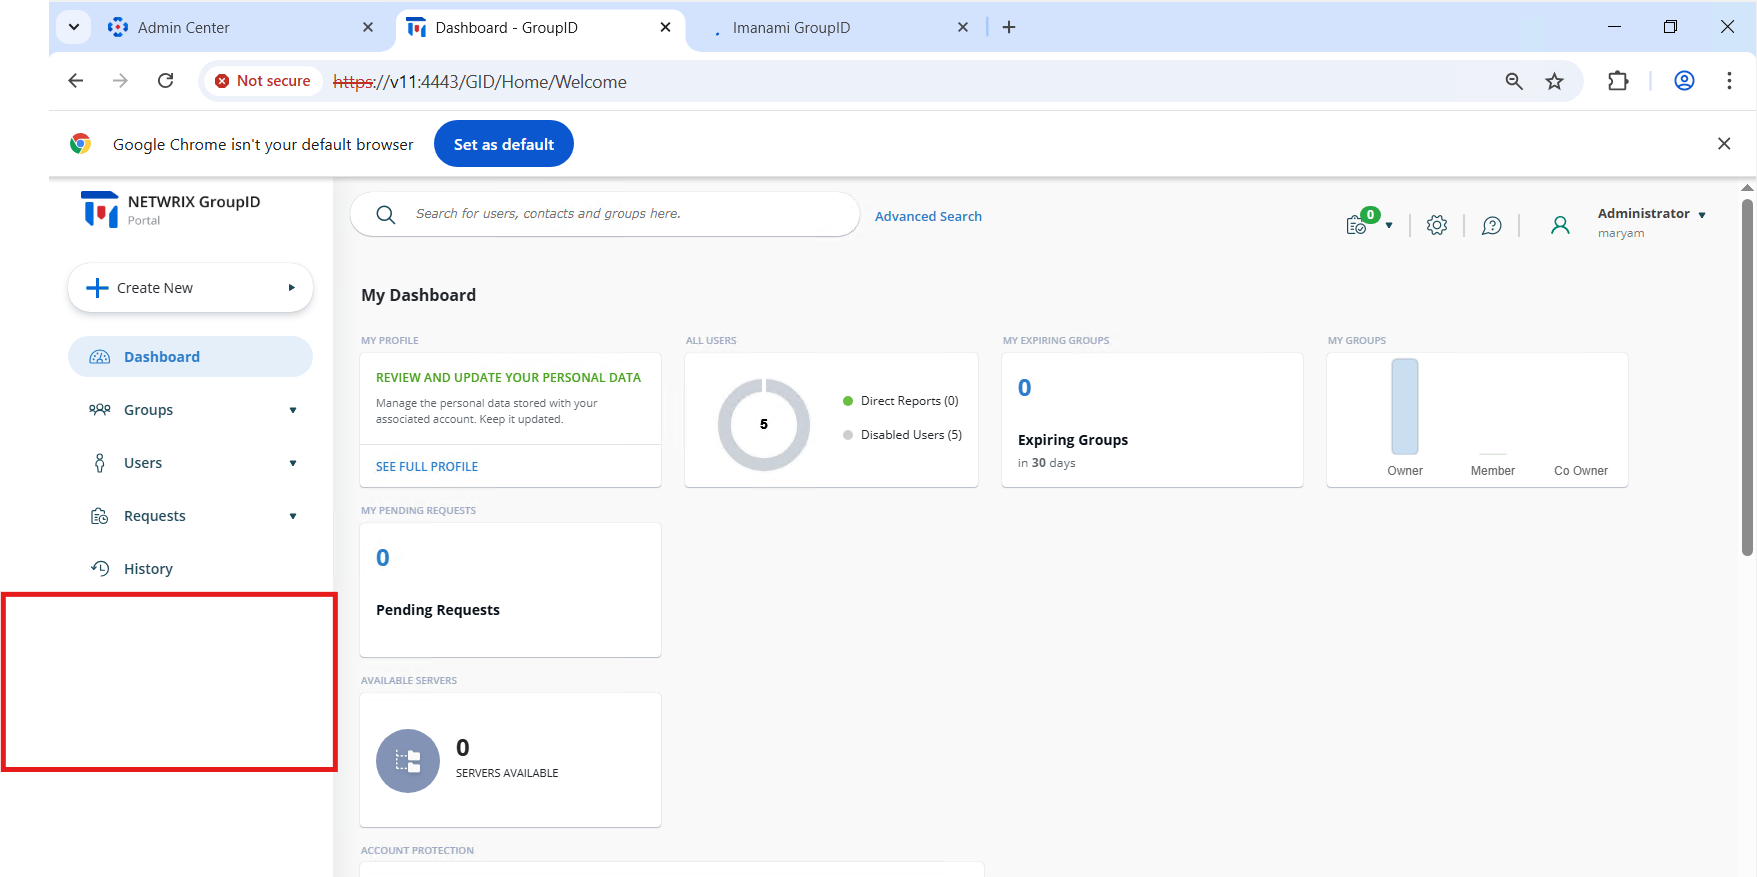 Admin Center
Dashboard - GroupID
Imanami GroupID
Not secure
https://v11:4443/GID/Home/Welcome
Google Chrome isn't your default browser
Set as default
NETWRIX GroupID
Portal
Search for users, contacts and groups here.
Advanced Search
0
Administrator
maryam
Create New
Dashboard
Groups
Users
Requests
History
My Dashboard
MY PROFILE
REVIEW AND UPDATE YOUR PERSONAL DATA
Manage the personal data stored with your
associated account. Keep it updated.
SEE FULL PROFILE
ALL USERS
5
Direct Reports (0)
Disabled Users (5)
MY EXPIRING GROUPS
0
Expiring Groups
in 30 days
MY GROUPS
Owner
Member
Co Owner
MY PENDING REQUESTS
0
Pending Requests
AVAILABLE SERVERS
0
SERVERS AVAILABLE
ACCOUNT PROTECTION